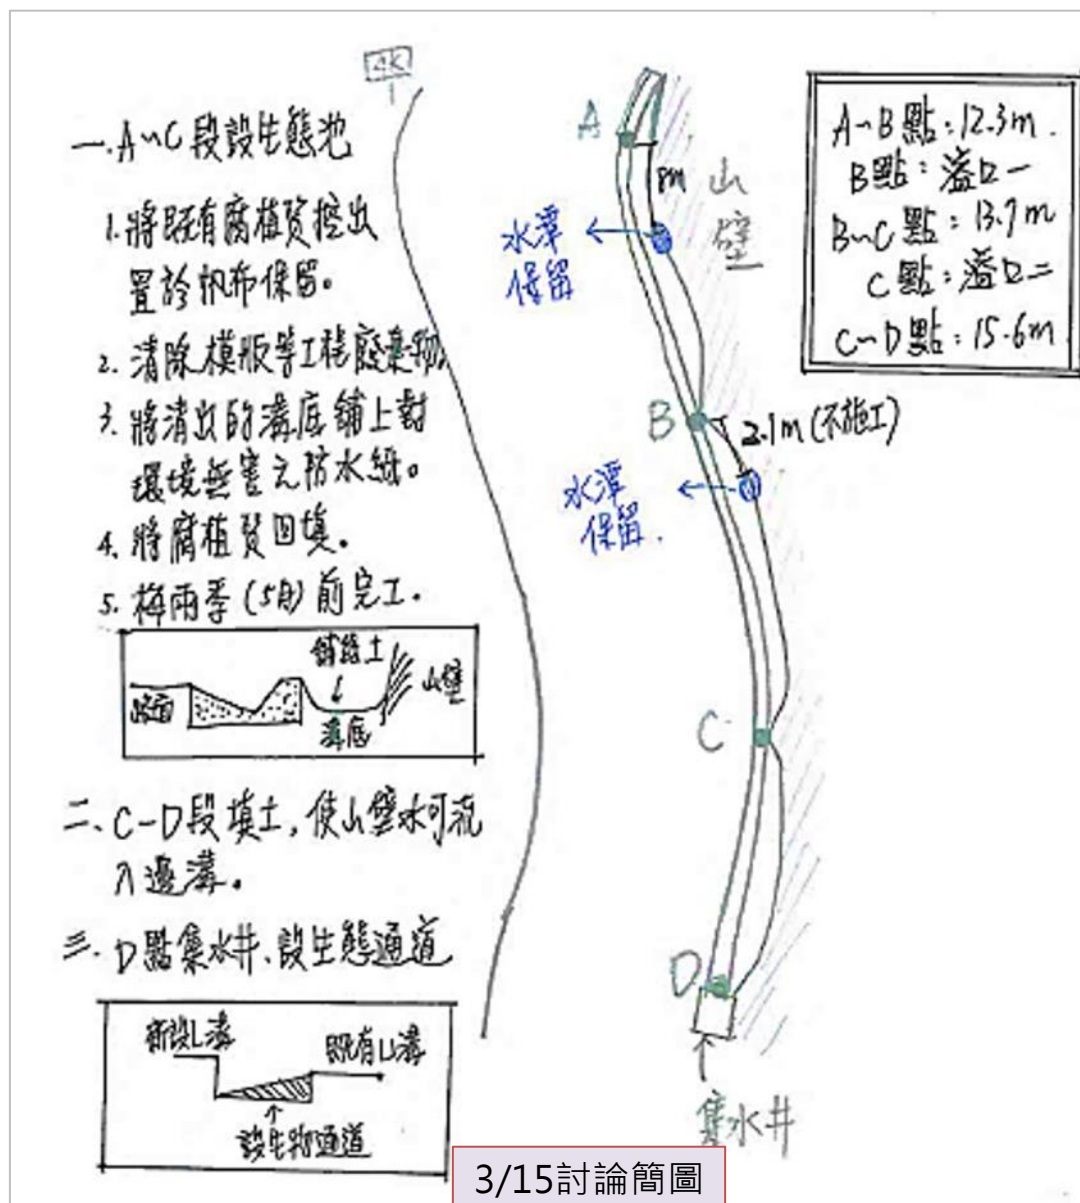 4K
一. A~C段設生態池
1. 將既有腐植質挖出
置於帆布保留。
2. 清除模版等工程廢棄物
3. 將清出的溝底舖上對
環境無害之防水紙。
4. 將腐植質回填。
5. 梅雨季(5月)前完工.
路面
溝底
山壁
二、C-D段填土,使山壁水可流
入邊溝。
三. D點集水井、設生態通道
新設L溝
既有L溝
設生物通道
A
8m
山
壁
水潭
保留
B
2.1m(不施工)
水潭
保留.
C
D
集水井
A~B點:12.3m.
B點:溢口一
B~C點:13.7m
C點:溢口二
C~D點:15.6m
3/15討論簡圖